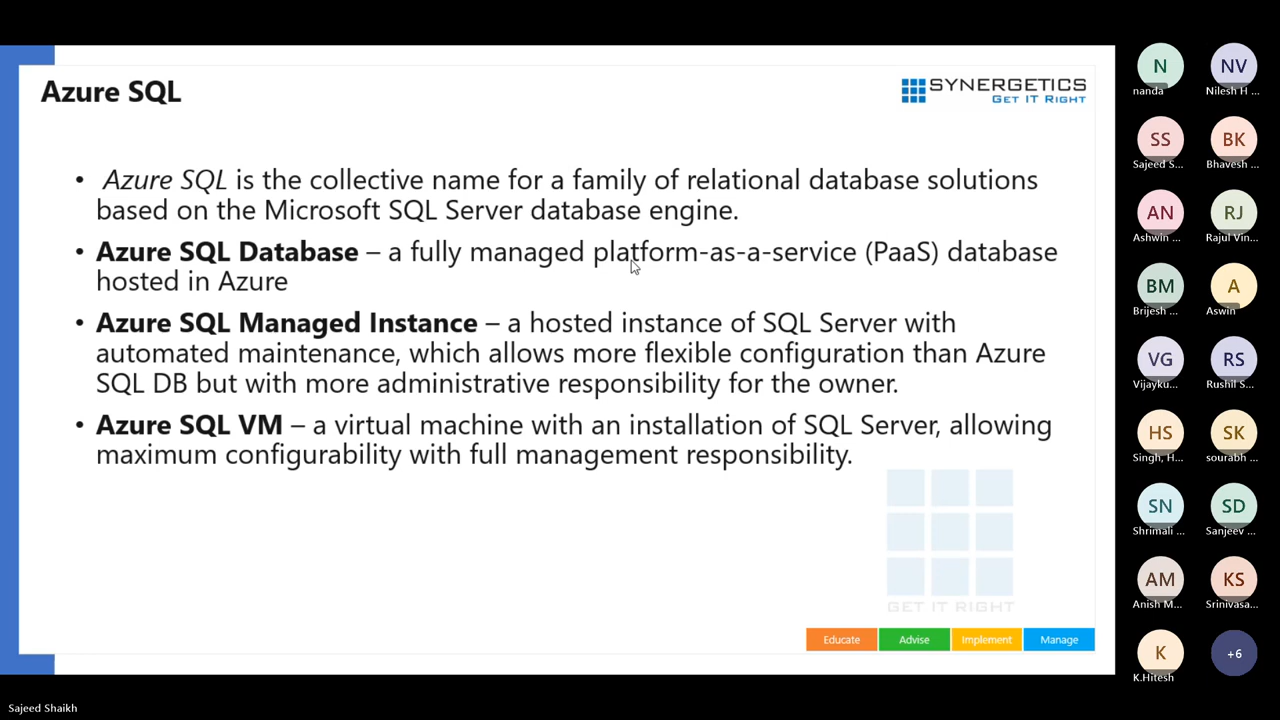 Azure SQL
SYNERGETICS
GET IT RIGHT
• Azure SQL is the collective name for a family of relational database solutions
based on the Microsoft SQL Server database engine.
• Azure SQL Database – a fully managed platform-as-a-service (PaaS) database
hosted in Azure
• Azure SQL Managed Instance – a hosted instance of SQL Server with
automated maintenance, which allows more flexible configuration than Azure
SQL DB but with more administrative responsibility for the owner.
• Azure SQL VM – a virtual machine with an installation of SQL Server, allowing
maximum configurability with full management responsibility.
GET IT RIGHT
Educate Advise Implement Manage
N NV
nanda Nilesh H ...
SS BK
Sajeed S... Bhavesh ...
AN RJ
Ashwin ... Rajul Vin...
BM A
Brijesh ... Aswin
VG RS
Vijayku... Rushil S...
HS SK
Singh, H... sourabh ...
SN SD
Shrimali ... Sanjeev ...
AM KS
Anish M... Srinivasa...
K +6
K.Hitesh
Sajeed Shaikh